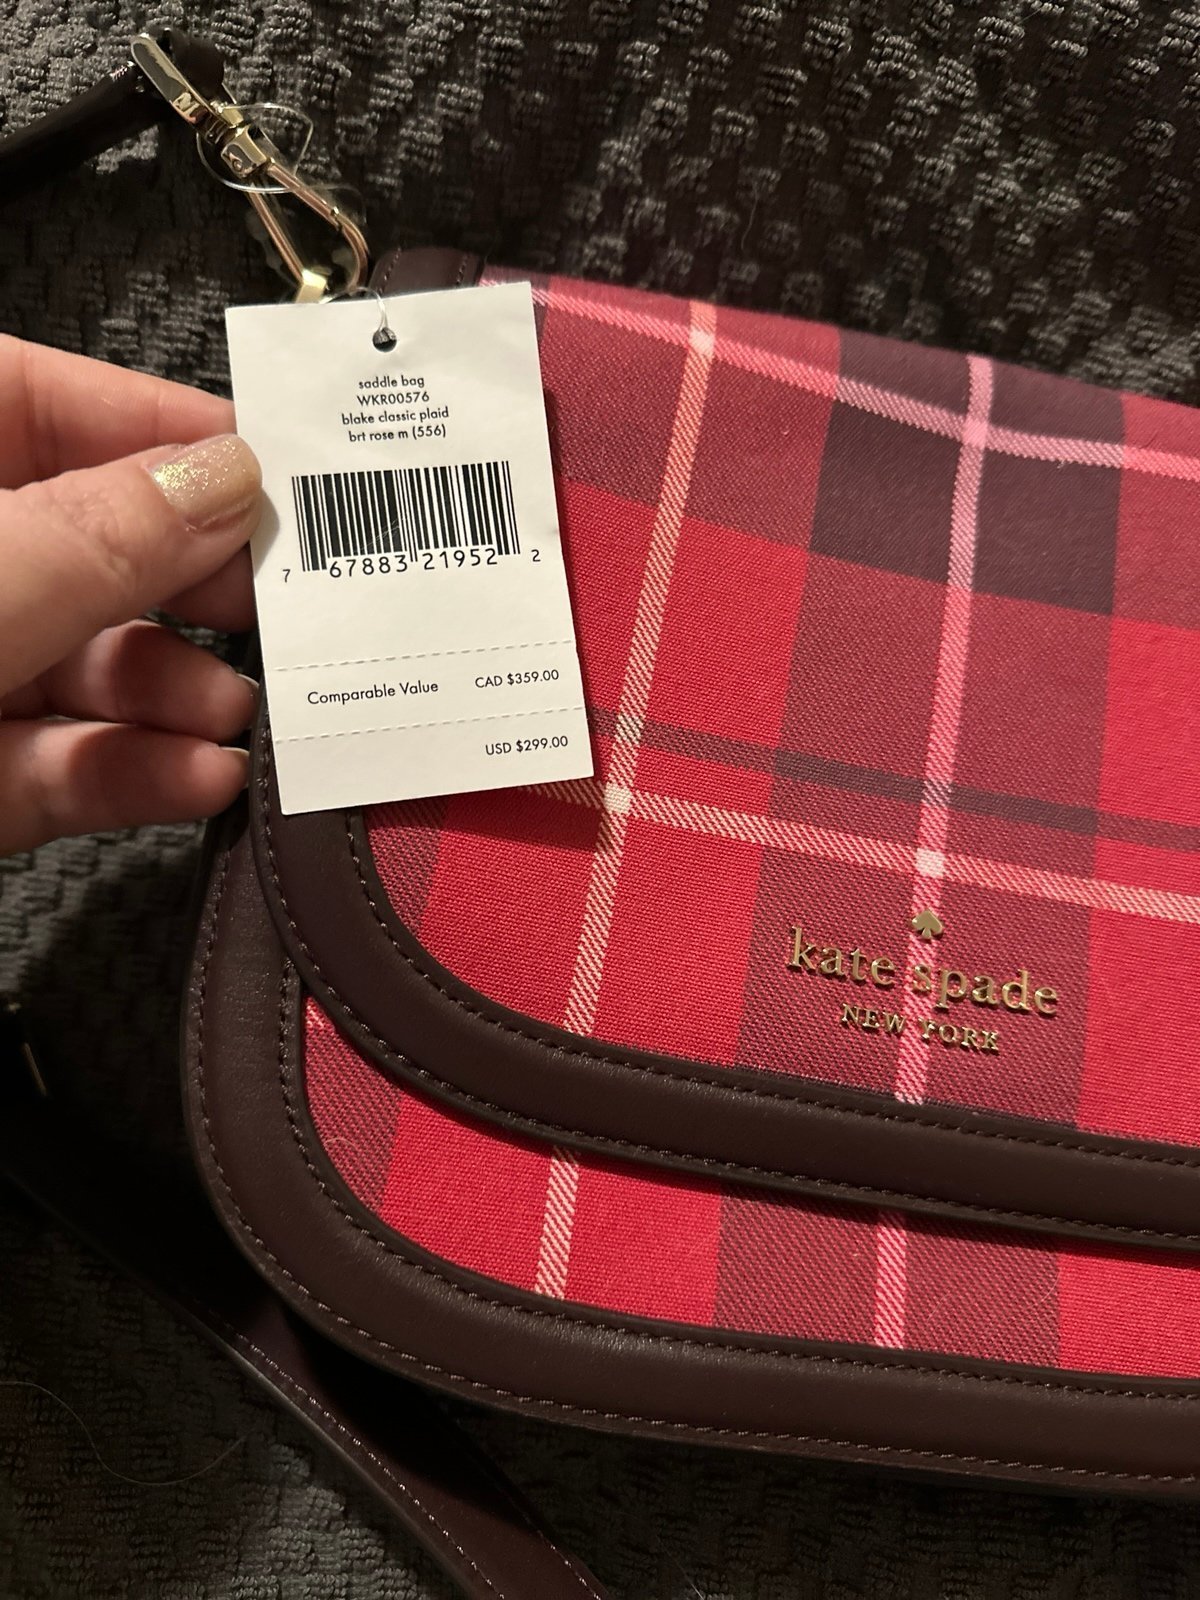 saddle bag
WKR00576
blake classic plaid
brt rose m (556)
7 67883 21952 2
Comparable Value CAD $359.00
USD $299.00
kate spade
NEW YORK